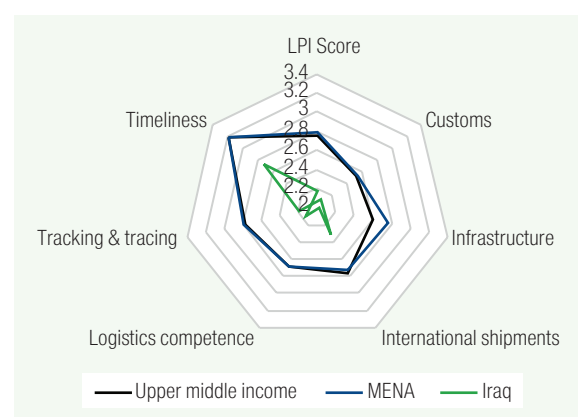 LPI Score
3.4
3.2
3
2.8
2.6
2.4
2.2
2
Timeliness
Customs
Tracking & tracing
Infrastructure
Logistics competence
International shipments
Upper middle income
MENA
Iraq